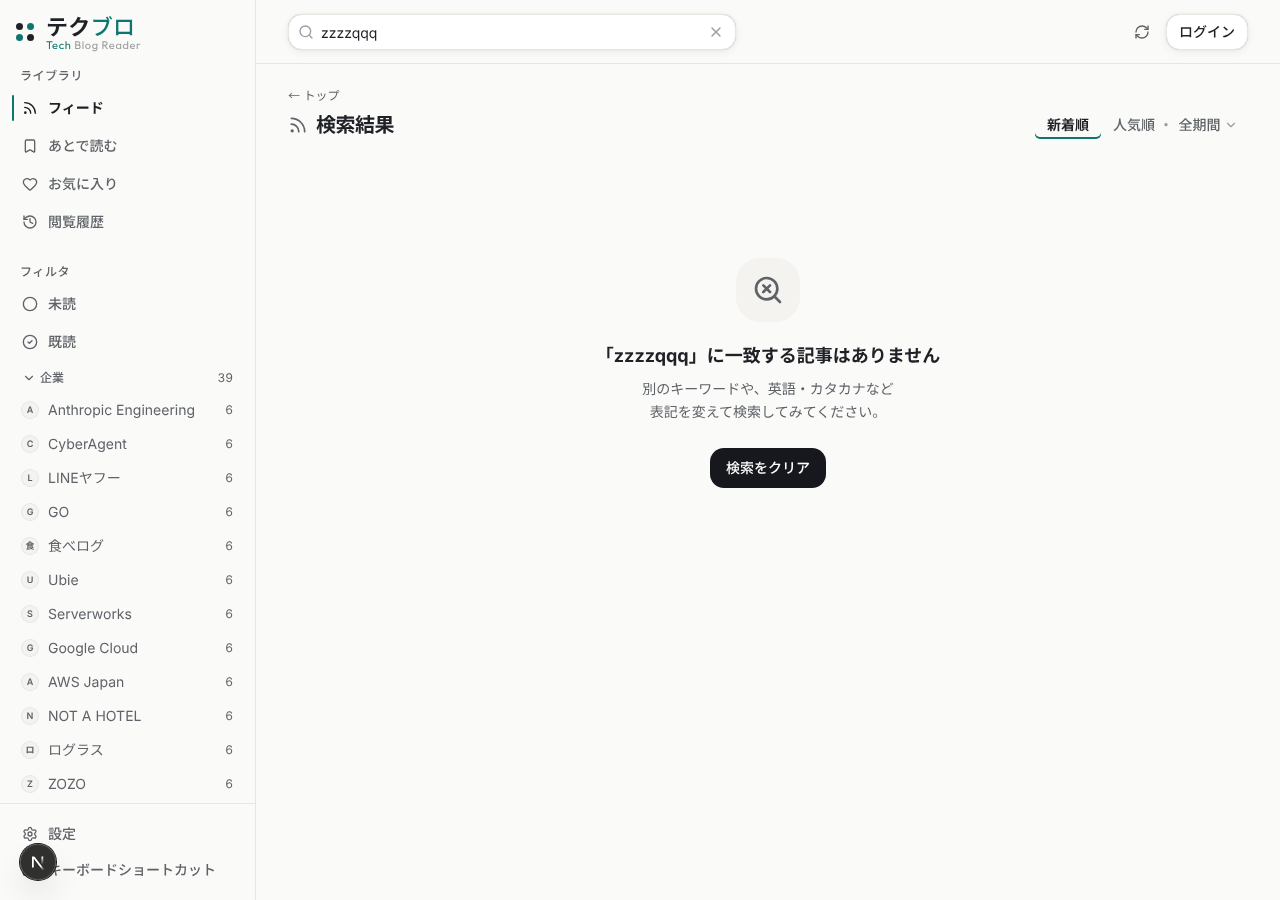 テクブロ
Tech Blog Reader
ライブラリ
フィード
あとで読む
お気に入り
閲覧履歴
フィルタ
未読
既読
企業 39
A Anthropic Engineering 6
C CyberAgent 6
L LINEヤフー 6
G GO 6
食 食べログ 6
U Ubie 6
S Serverworks 6
G Google Cloud 6
A AWS Japan 6
N NOT A HOTEL 6
ロ ログラス 6
Z ZOZO 6
設定
N キーボードショートカット
zzzzqqq
ログイン
← トップ
検索結果
新着順 人気順 • 全期間
「zzzzqqq」に一致する記事はありません
別のキーワードや、英語・カタカナなど
表記を変えて検索してみてください。
検索をクリア